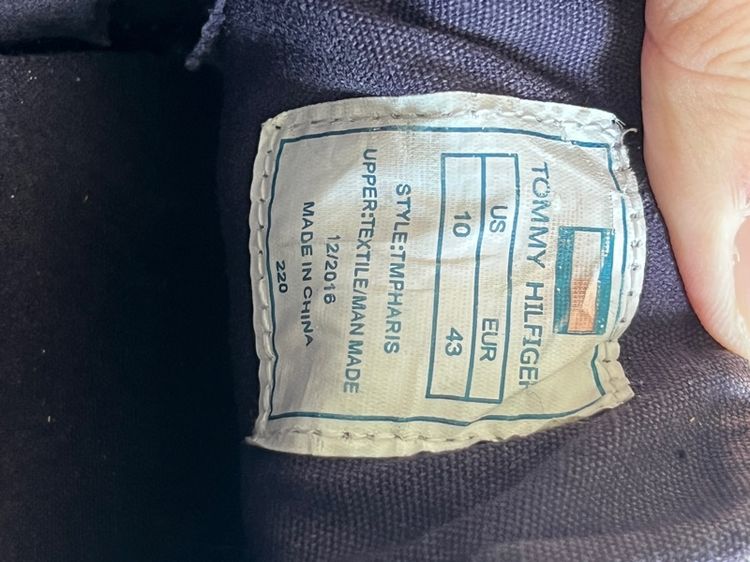 TOMMY HILFIGER
US EUR
10 43
STYLE:TMPHARIS
UPPER:TEXTILE/MAN MADE
12/2016
MADE IN CHINA
220